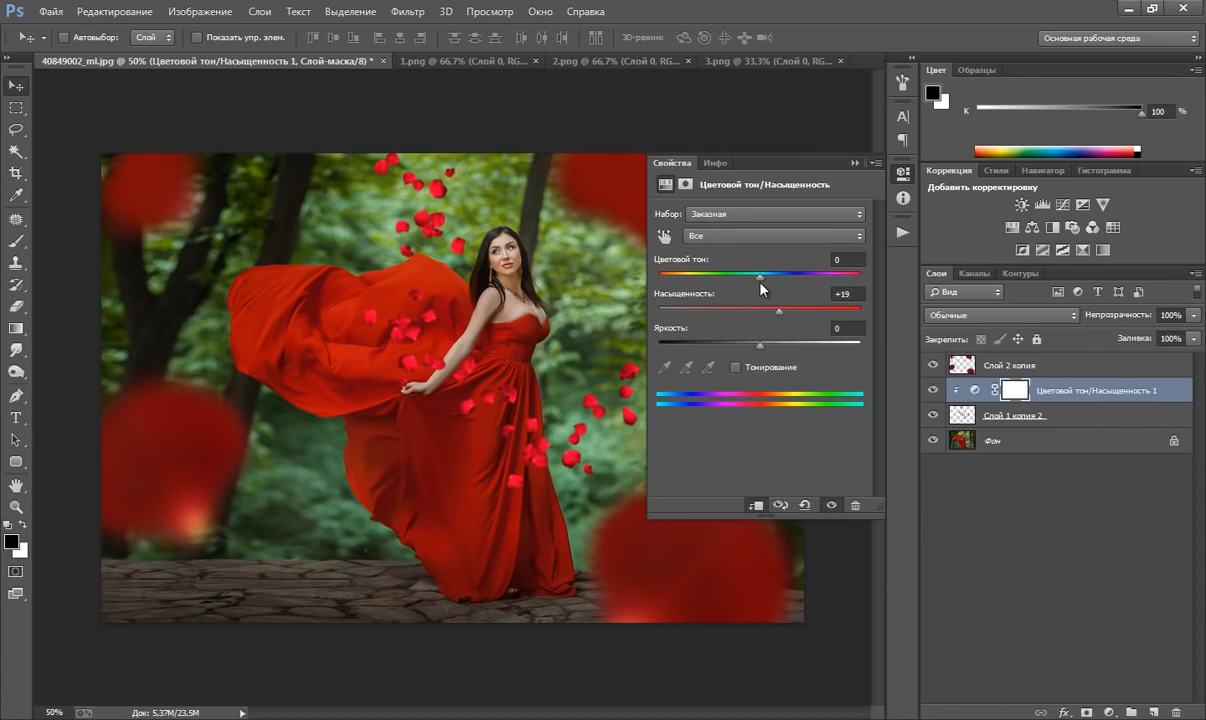 Ps Файл Редактирование Изображение Слои Текст Выделение Фильтр 3D Просмотр Окно Справка
Автовыбор: Слой Показать упр. элем. 3D-режим: Основная рабочая среда
40849002_ml.jpg @ 50% (Цветовой тон/Насыщенность 1, Слой-маска/8) * 1.png @ 66,7% (Слой 0, RG... 2.png @ 66,7% (Слой 0, RG... 3.png @ 33,3% (Слой 0, RG...
Цвет Образцы
K 100 %
Коррекция Стили Навигатор Гистограмма
Добавить корректировку
Свойства Инфо
Цветовой тон/Насыщенность
Набор: Заказная
Все
Цветовой тон: 0
Насыщенность: +19
Яркость: 0
Тонирование
Слои Каналы Контуры
Вид
Обычные Непрозрачность: 100%
Закрепить: Заливка: 100%
Слой 2 копия
Цветовой тон/Насыщенность 1
Слой 1 копия 2
Фон
50% Док: 5,37M/23,5M